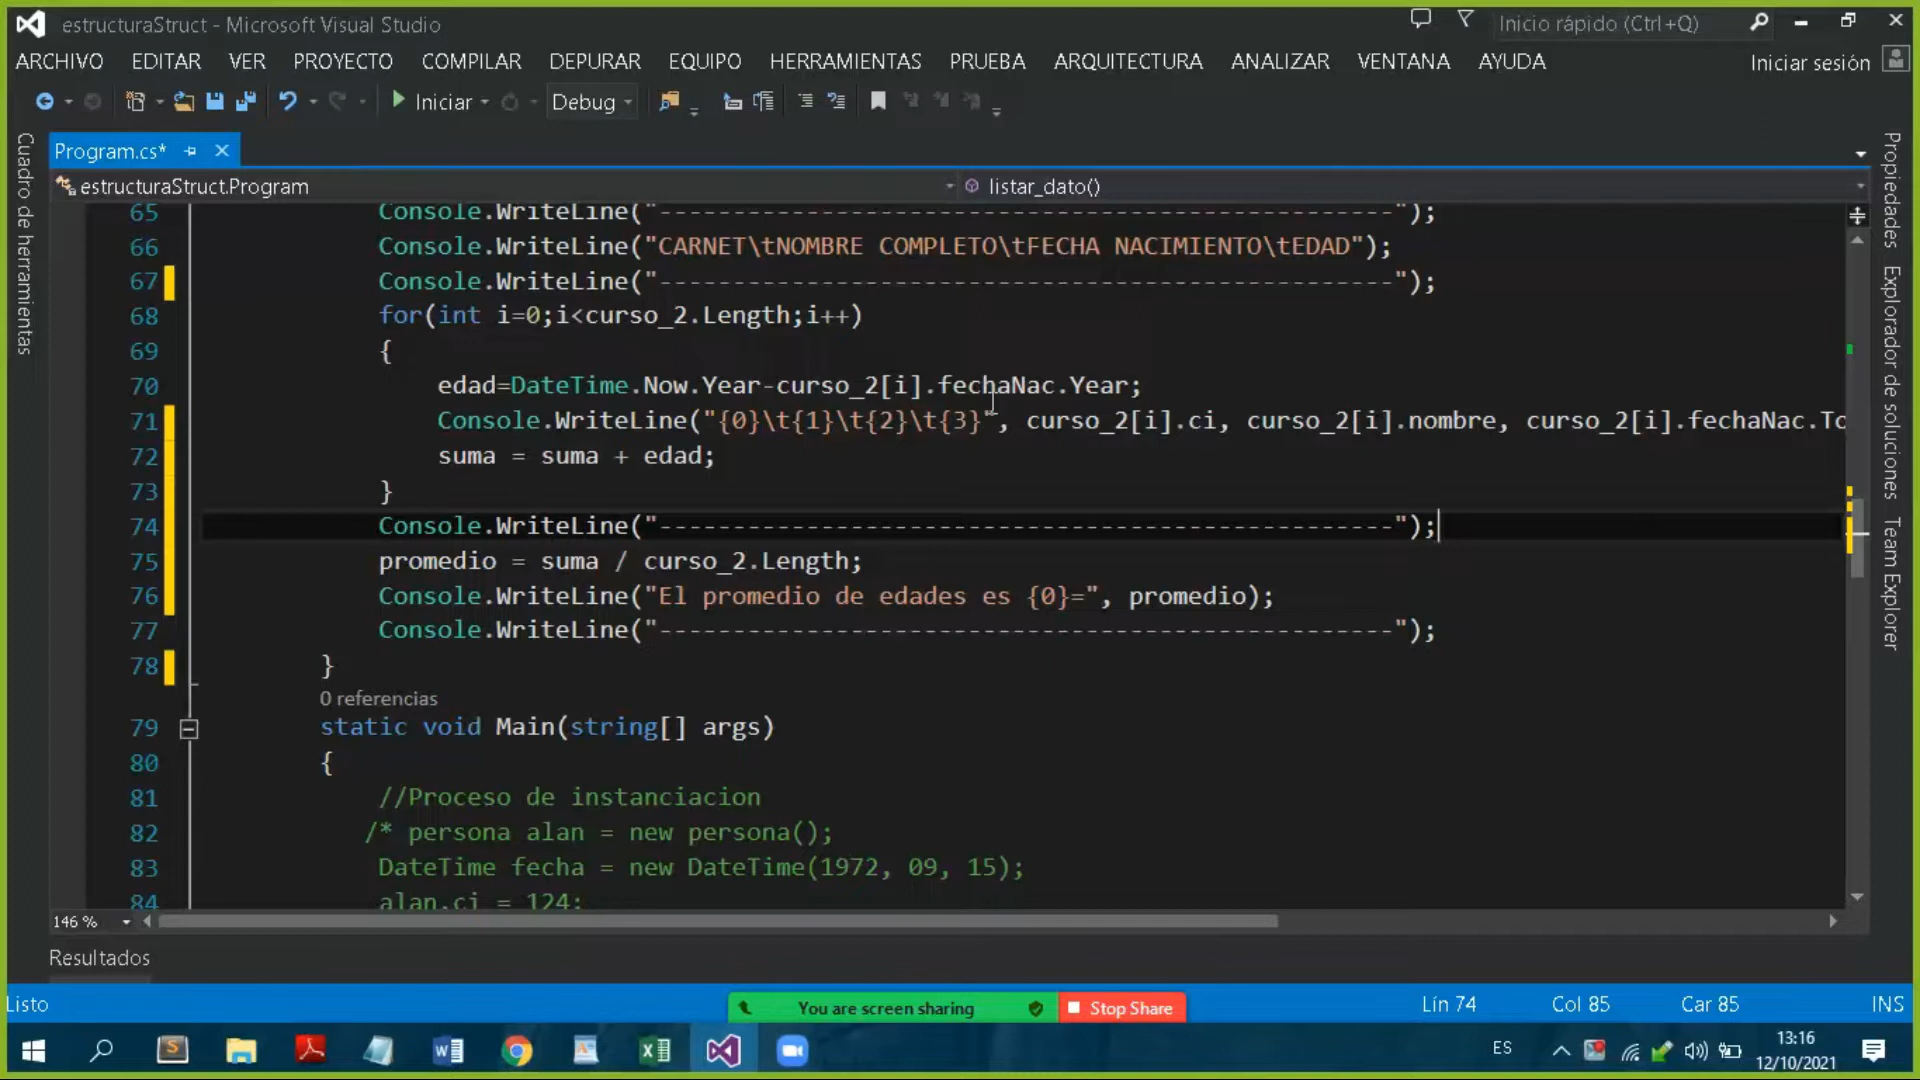 estructuraStruct - Microsoft Visual Studio
Inicio rápido (Ctrl+Q)
ARCHIVO EDITAR VER PROYECTO COMPILAR DEPURAR EQUIPO HERRAMIENTAS PRUEBA ARQUITECTURA ANALIZAR VENTANA AYUDA
Iniciar sesión
Iniciar
Debug
Cuadro de herramientas
Program.cs*
estructuraStruct.Program
listar_dato()
65 Console.WriteLine("--------------------------------------------------");
66 Console.WriteLine("CARNET\tNOMBRE COMPLETO\tFECHA NACIMIENTO\tEDAD");
67 Console.WriteLine("--------------------------------------------------");
68 for(int i=0;i<curso_2.Length;i++)
69 {
70 edad=DateTime.Now.Year-curso_2[i].fechaNac.Year;
71 Console.WriteLine("{0}\t{1}\t{2}\t{3}", curso_2[i].ci, curso_2[i].nombre, curso_2[i].fechaNac.To
72 suma = suma + edad;
73 }
74 Console.WriteLine("--------------------------------------------------");
75 promedio = suma / curso_2.Length;
76 Console.WriteLine("El promedio de edades es {0}=", promedio);
77 Console.WriteLine("--------------------------------------------------");
78 }
0 referencias
79 static void Main(string[] args)
80 {
81 //Proceso de instanciacion
82 /* persona alan = new persona();
83 DateTime fecha = new DateTime(1972, 09, 15);
84 alan.ci = 124;
Propiedades
Explorador de soluciones
Team Explorer
146 %
Resultados
Listo
You are screen sharing
Stop Share
Lín 74
Col 85
Car 85
INS
ES
13:16
12/10/2021